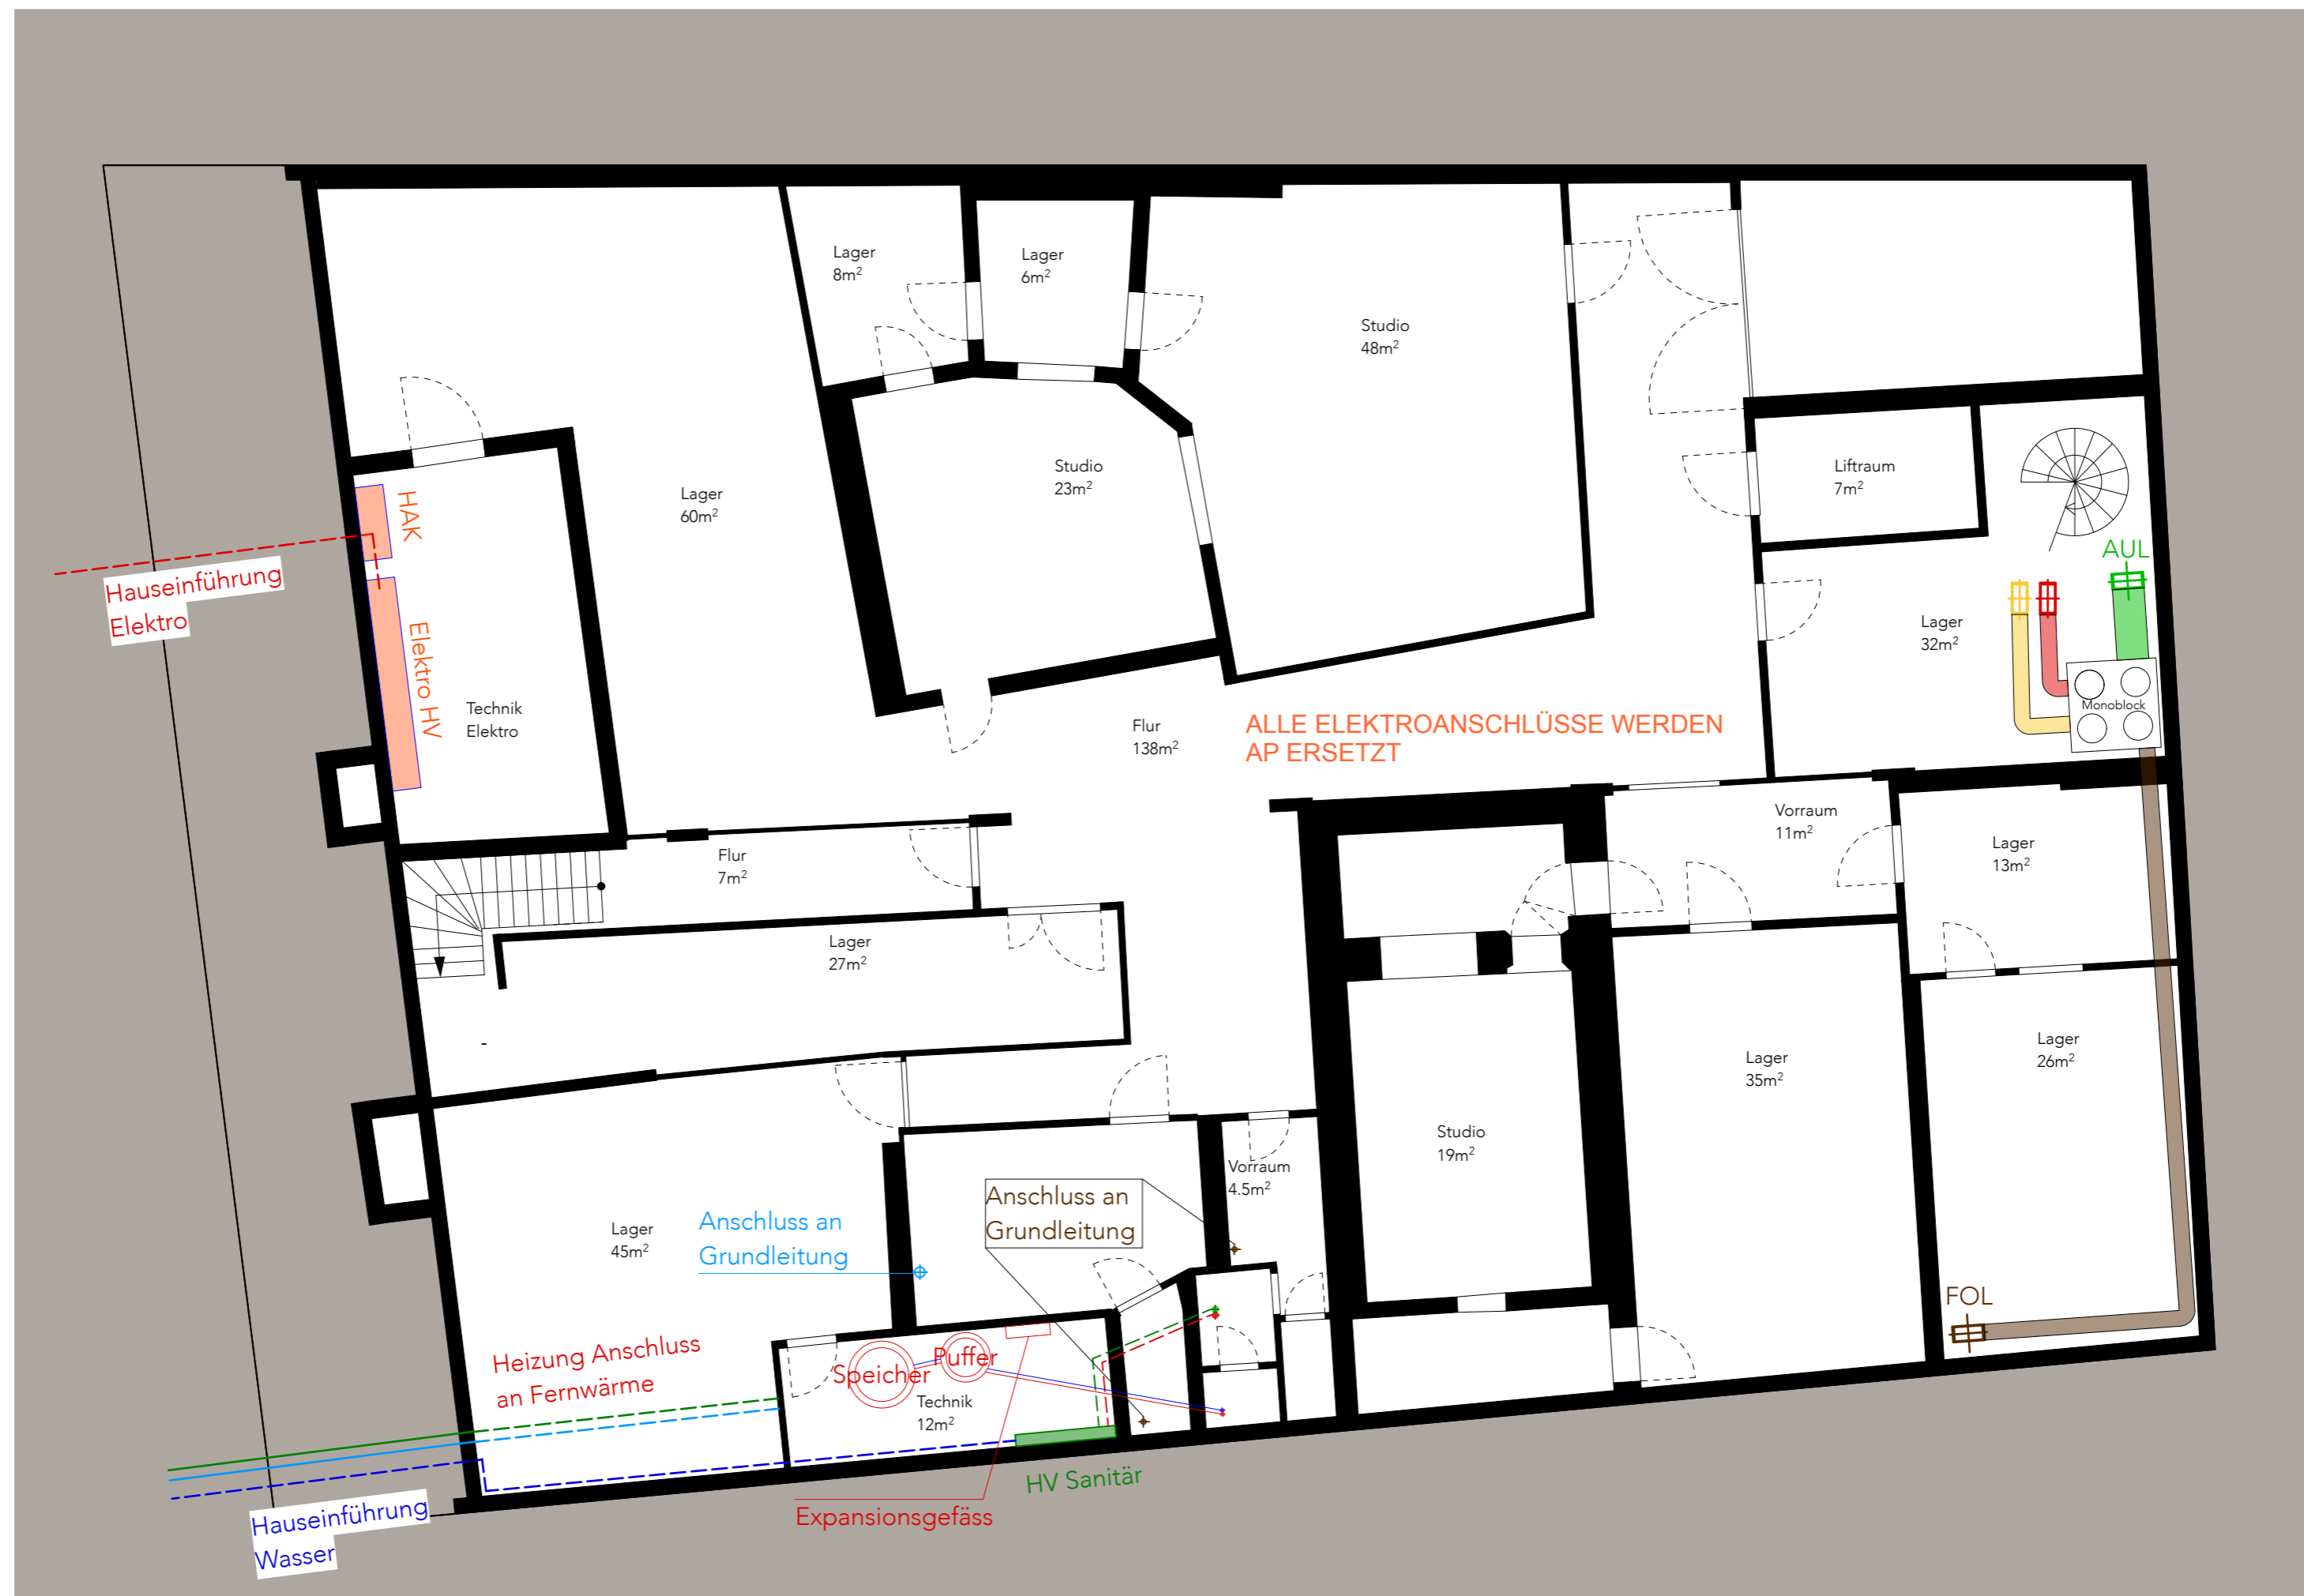 Lager
8m²
Lager
6m²
Studio
48m²
Lager
60m²
Studio
23m²
Liftraum
7m²
HAK
Hauseinführung
Elektro
Elektro HV
Technik
Elektro
AUL
Lager
32m²
Monoblock
Flur
138m²
ALLE ELEKTROANSCHLÜSSE WERDEN
AP ERSETZT
Flur
7m²
Vorraum
11m²
Lager
13m²
Lager
27m²
-
Lager
35m²
Lager
26m²
Studio
19m²
Vorraum
4.5m²
Anschluss an
Grundleitung
Lager
45m²
Anschluss an
Grundleitung
FOL
Heizung Anschluss
an Fernwärme
Speicher
Puffer
Technik
12m²
HV Sanitär
Expansionsgefäss
Hauseinführung
Wasser